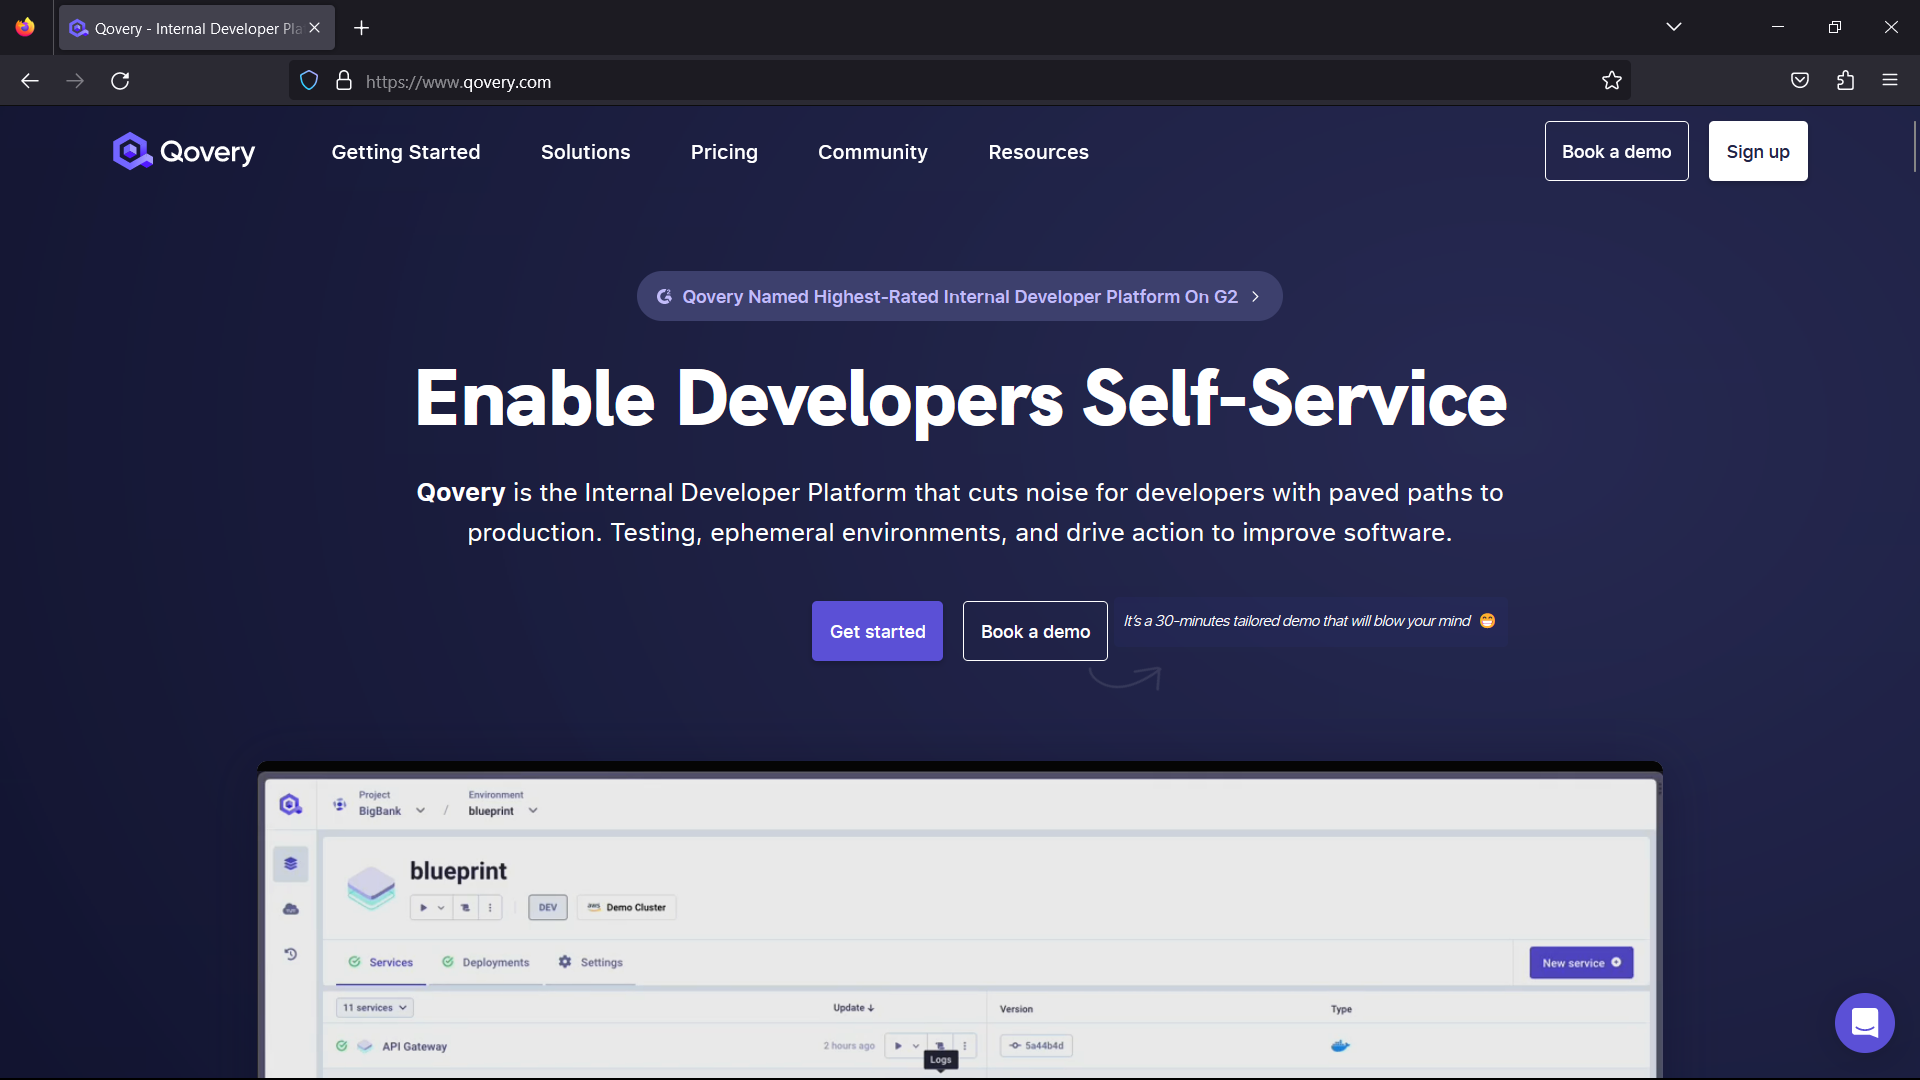 Qovery - Internal Developer Pla
https://www.qovery.com
Qovery
Getting Started
Solutions
Pricing
Community
Resources
Book a demo
Sign up
Qovery Named Highest-Rated Internal Developer Platform On G2
Enable Developers Self-Service
Qovery is the Internal Developer Platform that cuts noise for developers with paved paths to
production. Testing, ephemeral environments, and drive action to improve software.
Get started
Book a demo
It's a 30-minutes tailored demo that will blow your mind 😁
Project
BigBank
/
Environment
blueprint
blueprint
DEV
aws
Demo Cluster
Services
Deployments
Settings
New service
11 services
Update
Version
Type
API Gateway
2 hours ago
5a44b4d
Logs